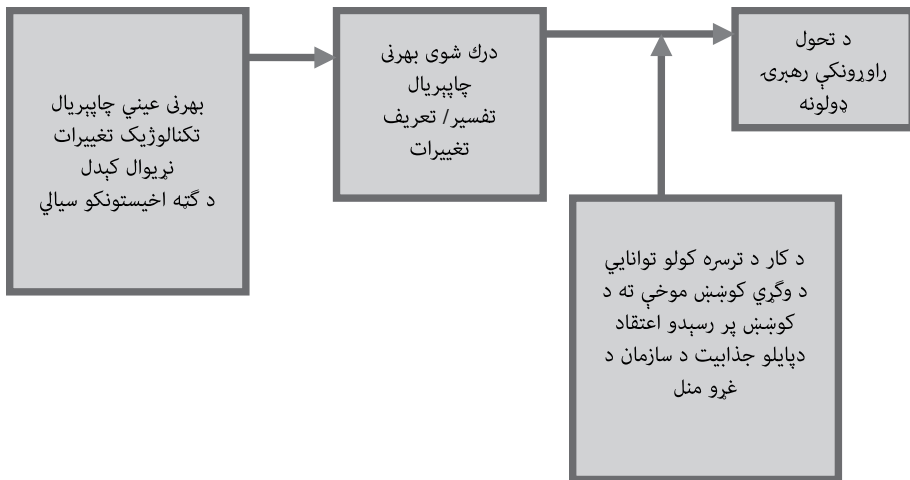 بهرنی عیني چاپېریال
تکنالوژیک تغییرات
نړیوال کېدل
د ګټه اخیستونکو سیالي
درك شوی بهرنی
چاپېریال
تفسیر/ تعریف
تغییرات
د تحول
راوړونکې رهبرۍ
ډولونه
د کار د ترسره کولو توانایي
د وګړي کوښښ موخې ته د
کوښښ پر رسېدو اعتقاد
دپایلو جذابیت د سازمان د
غړو منل